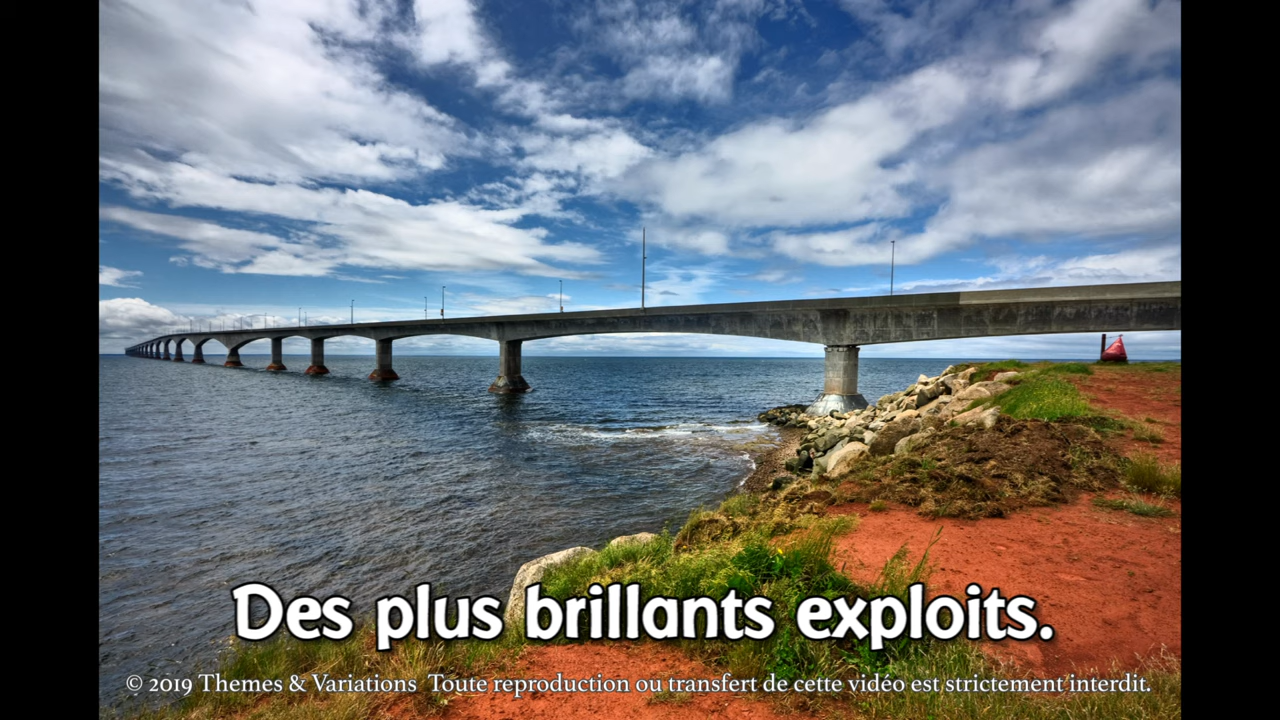 Des plus brillants exploits.
© 2019 Themes & Variations Toute reproduction ou transfert de cette vidéo est strictement interdit.